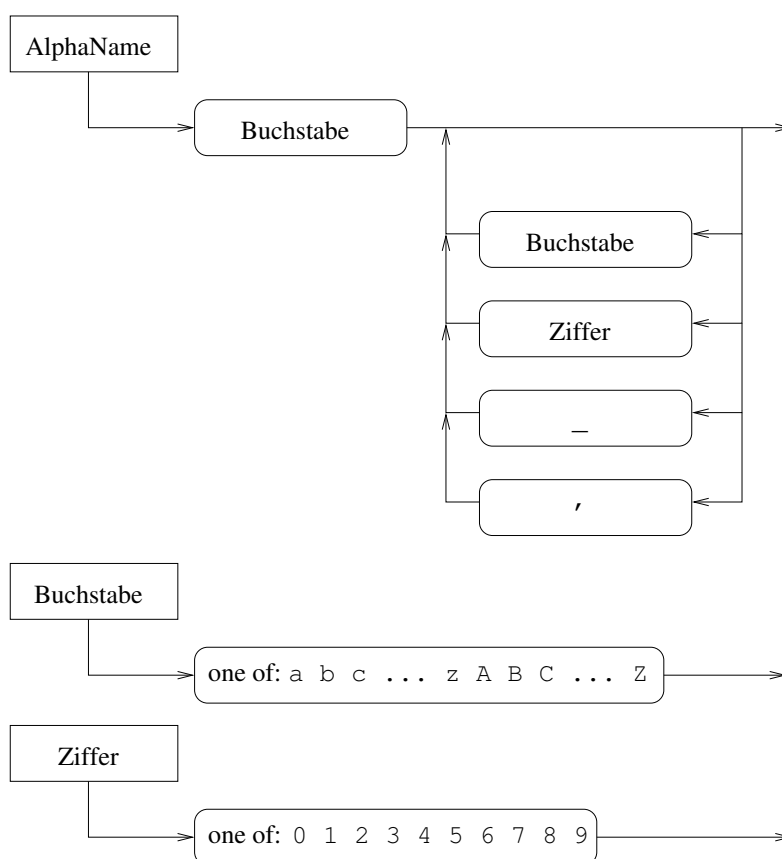 AlphaName
Buchstabe
Buchstabe
Ziffer
_
′
Buchstabe
one of: a b c ... z A B C ... Z
Ziffer
one of: 0 1 2 3 4 5 6 7 8 9